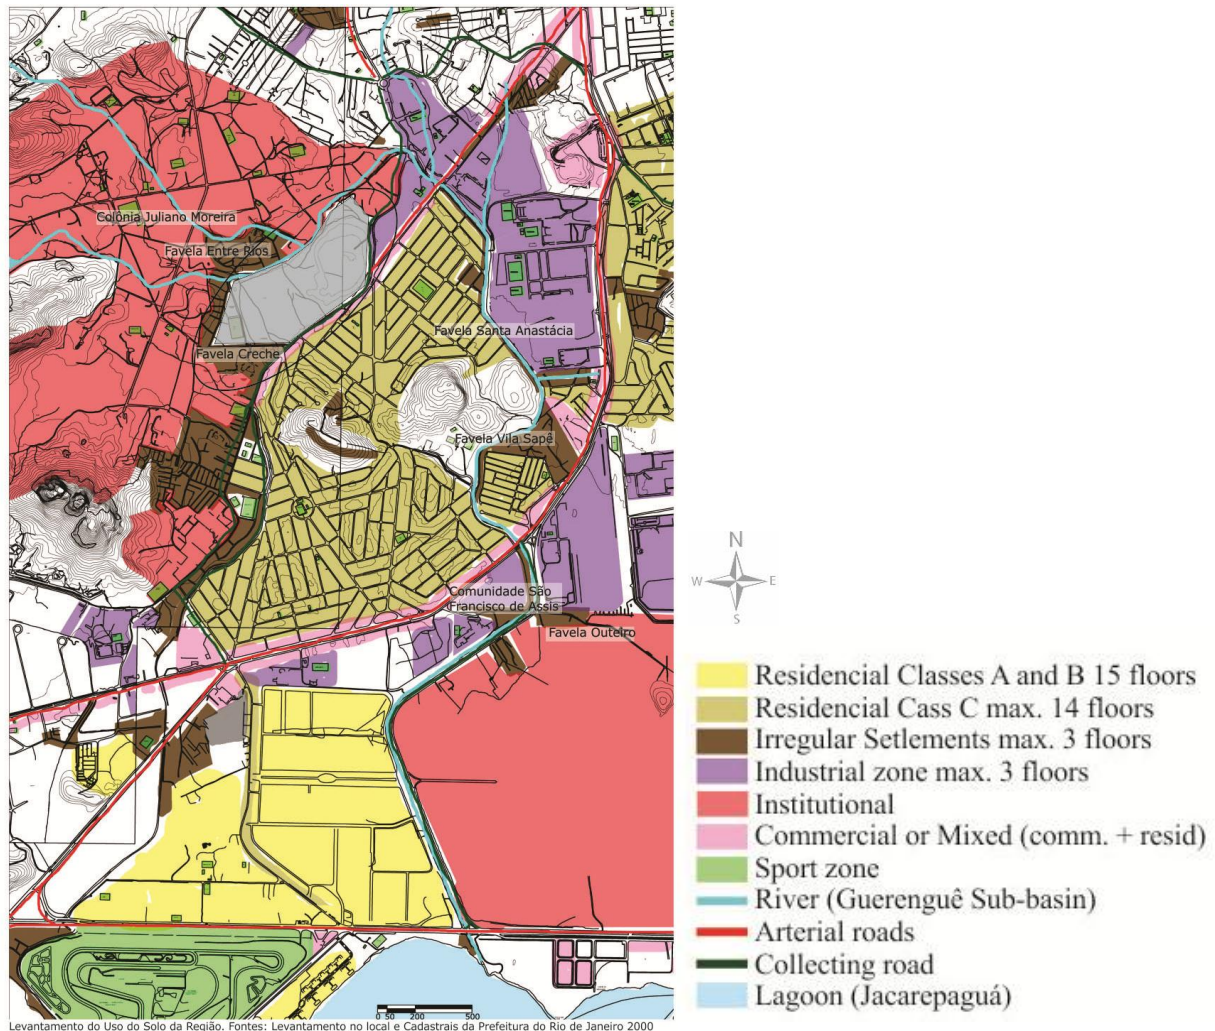 Colônia Juliano Moreira
Favela Entre Rios
Favela Santa Anastácia
Favela Creche
Favela Vila Sapê
Comunidade São
Francisco de Assis
Favela Outeiro
N
W E
S
Residencial Classes A and B 15 floors
Residencial Cass C max. 14 floors
Irregular Setlements max. 3 floors
Industrial zone max. 3 floors
Institutional
Commercial or Mixed (comm. + resid)
Sport zone
River (Guerenguê Sub-basin)
Arterial roads
Collecting road
Lagoon (Jacarepaguá)
0 50 200 500
Levantamento do Uso do Solo da Região. Fontes: Levantamento no local e Cadastrais da Prefeitura do Rio de Janeiro 2000